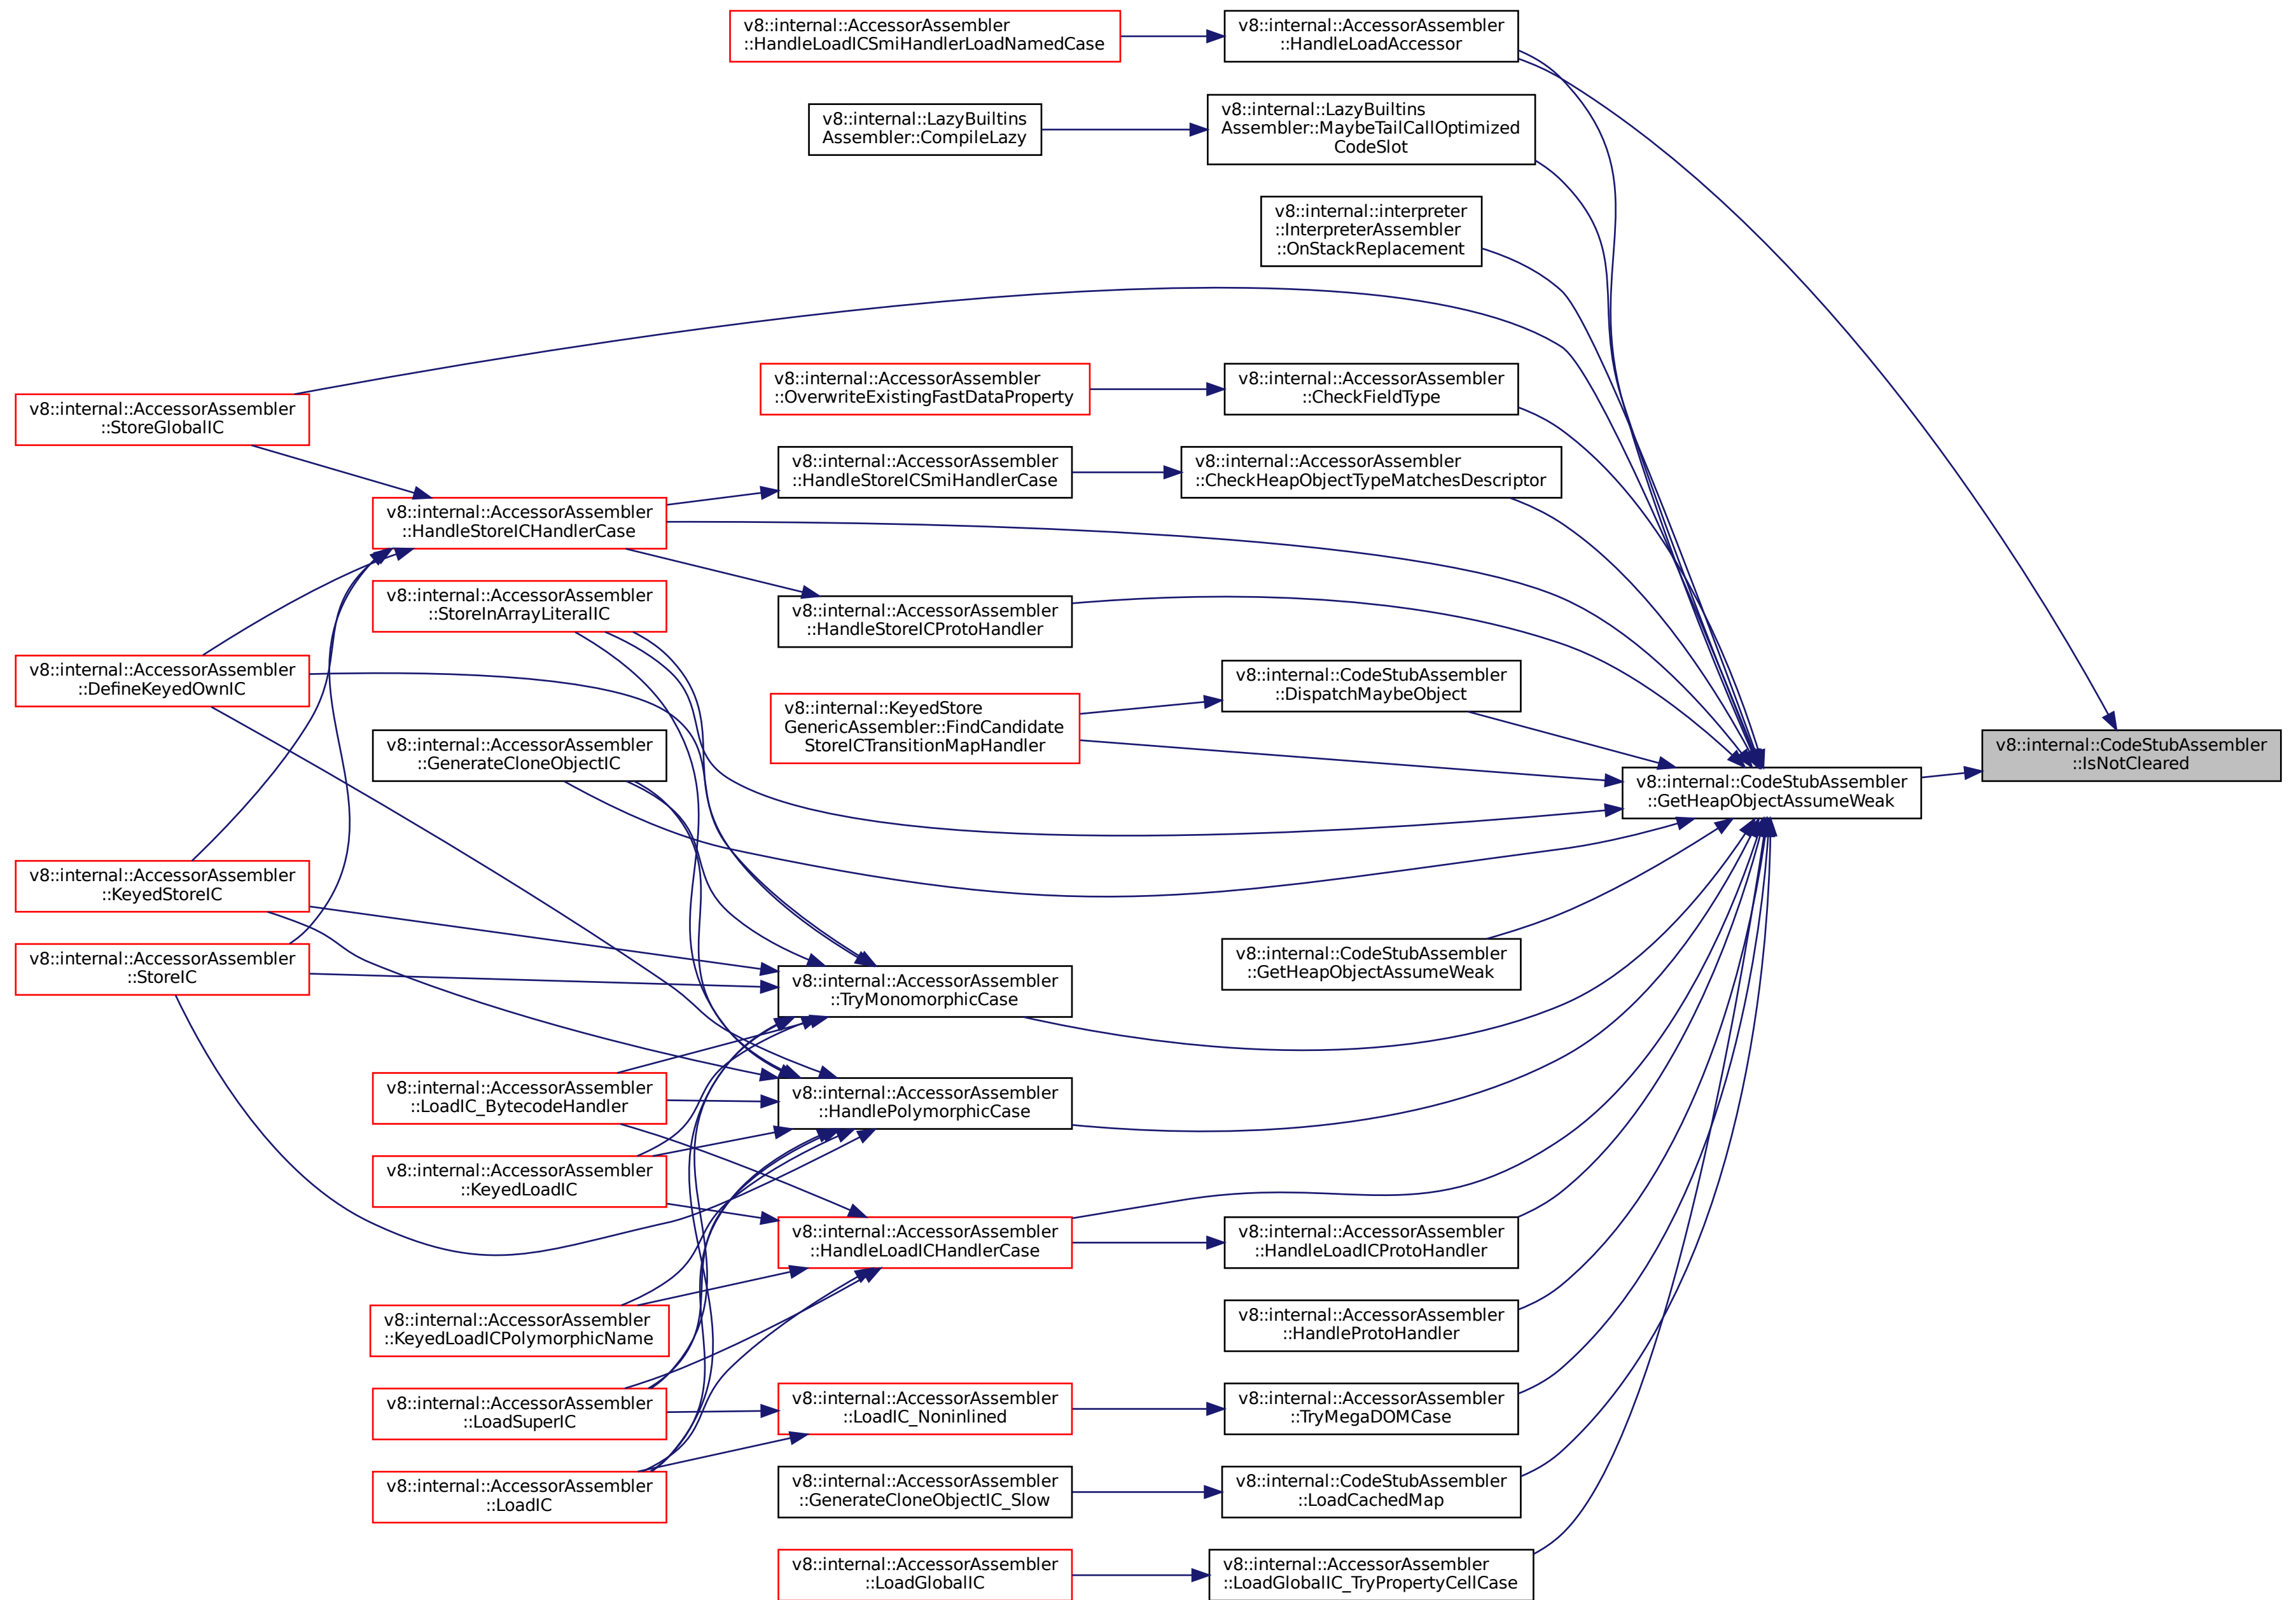 v8::internal::AccessorAssembler
::HandleLoadICSmiHandlerLoadNamedCase
v8::internal::AccessorAssembler
::HandleLoadAccessor
v8::internal::LazyBuiltins
Assembler::CompileLazy
v8::internal::LazyBuiltins
Assembler::MaybeTailCallOptimized
CodeSlot
v8::internal::interpreter
::InterpreterAssembler
::OnStackReplacement
v8::internal::AccessorAssembler
::StoreGlobalIC
v8::internal::AccessorAssembler
::OverwriteExistingFastDataProperty
v8::internal::AccessorAssembler
::CheckFieldType
v8::internal::AccessorAssembler
::HandleStoreICSmiHandlerCase
v8::internal::AccessorAssembler
::CheckHeapObjectTypeMatchesDescriptor
v8::internal::AccessorAssembler
::HandleStoreICHandlerCase
v8::internal::AccessorAssembler
::StoreInArrayLiteralIC
v8::internal::AccessorAssembler
::HandleStoreICProtoHandler
v8::internal::AccessorAssembler
::DefineKeyedOwnIC
v8::internal::KeyedStore
GenericAssembler::FindCandidate
StoreICTransitionMapHandler
v8::internal::CodeStubAssembler
::DispatchMaybeObject
v8::internal::AccessorAssembler
::GenerateCloneObjectIC
v8::internal::CodeStubAssembler
::GetHeapObjectAssumeWeak
v8::internal::CodeStubAssembler
::IsNotCleared
v8::internal::AccessorAssembler
::KeyedStoreIC
v8::internal::AccessorAssembler
::StoreIC
v8::internal::CodeStubAssembler
::GetHeapObjectAssumeWeak
v8::internal::AccessorAssembler
::TryMonomorphicCase
v8::internal::AccessorAssembler
::LoadIC_BytecodeHandler
v8::internal::AccessorAssembler
::HandlePolymorphicCase
v8::internal::AccessorAssembler
::KeyedLoadIC
v8::internal::AccessorAssembler
::HandleLoadICHandlerCase
v8::internal::AccessorAssembler
::HandleLoadICProtoHandler
v8::internal::AccessorAssembler
::KeyedLoadICPolymorphicName
v8::internal::AccessorAssembler
::HandleProtoHandler
v8::internal::AccessorAssembler
::LoadSuperIC
v8::internal::AccessorAssembler
::LoadIC_Noninlined
v8::internal::AccessorAssembler
::TryMegaDOMCase
v8::internal::AccessorAssembler
::LoadIC
v8::internal::AccessorAssembler
::GenerateCloneObjectIC_Slow
v8::internal::CodeStubAssembler
::LoadCachedMap
v8::internal::AccessorAssembler
::LoadGlobalIC
v8::internal::AccessorAssembler
::LoadGlobalIC_TryPropertyCellCase